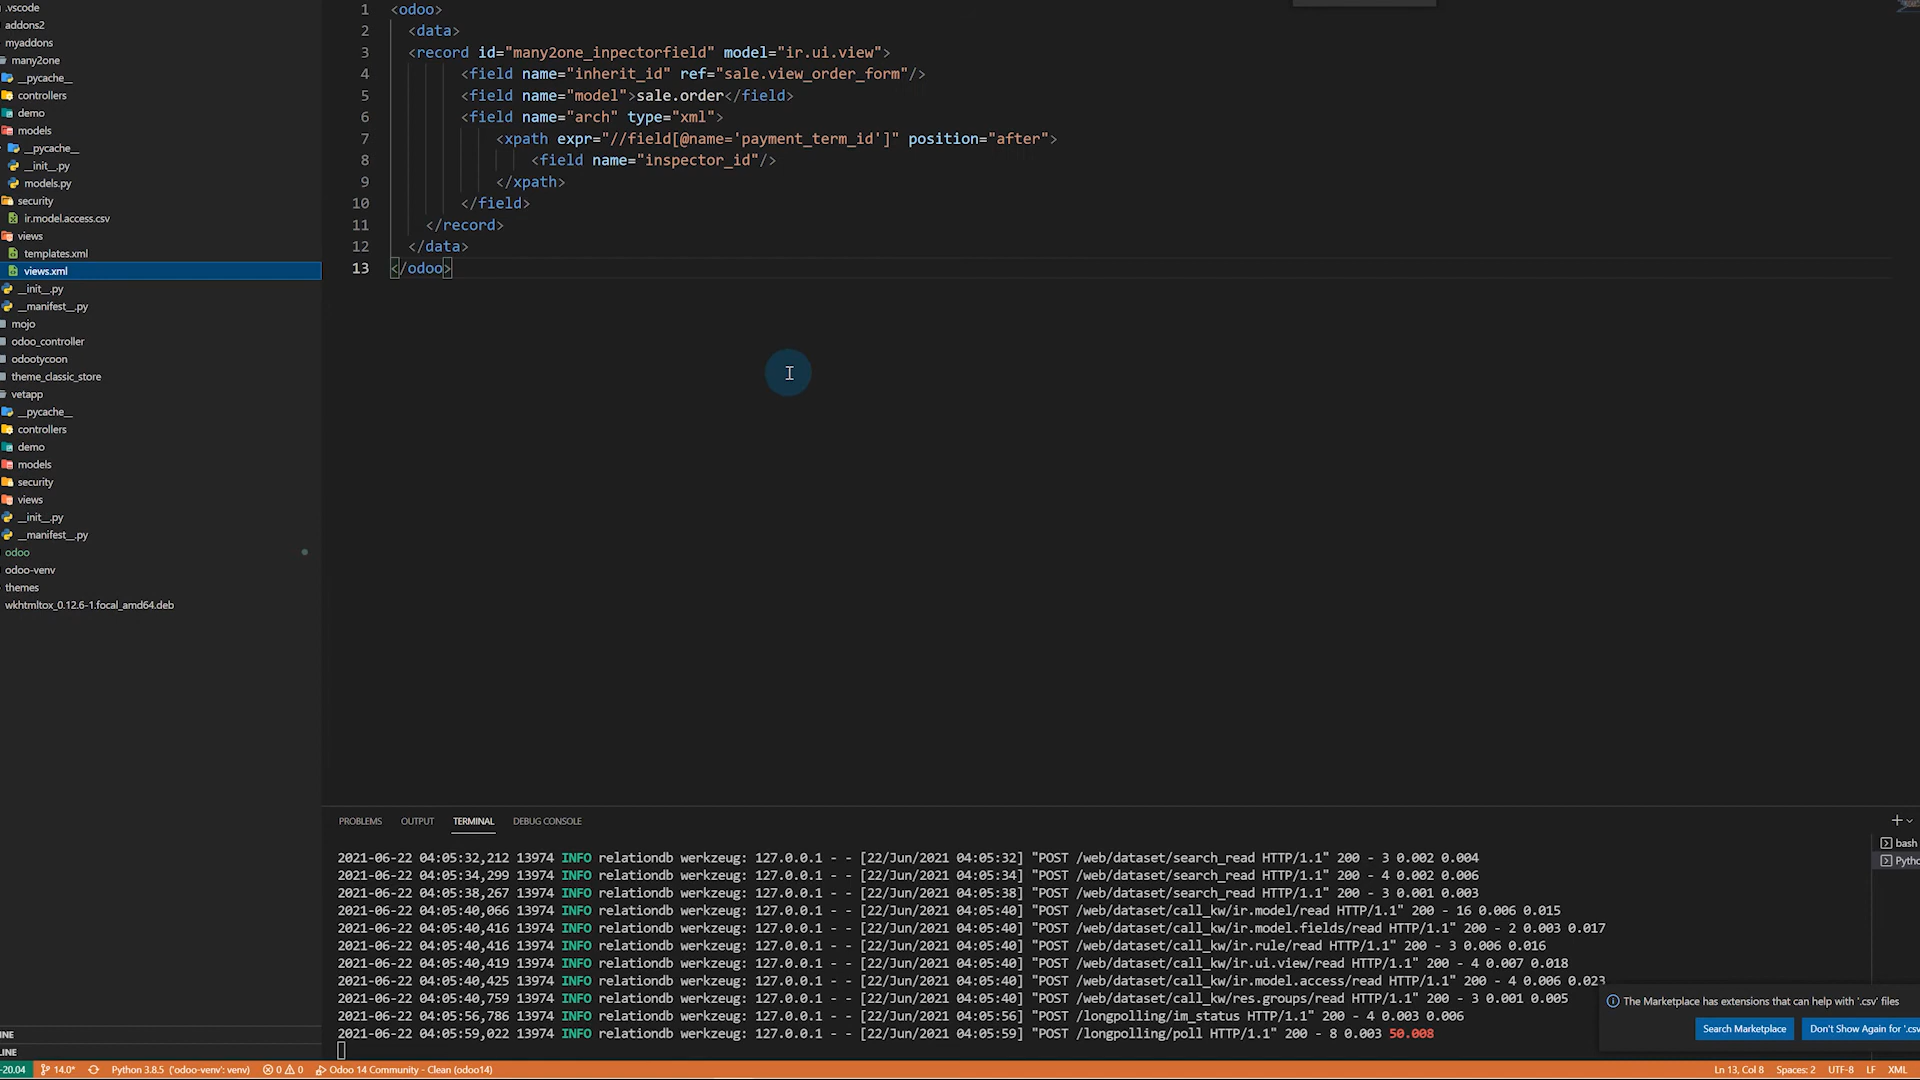 .vscode
addons2
myaddons
many2one
__pycache__
controllers
demo
models
__pycache__
__init__.py
models.py
security
ir.model.access.csv
views
templates.xml
views.xml
__init__.py
__manifest__.py
mojo
odoo_controller
odootycoon
theme_classic_store
vetapp
__pycache__
controllers
demo
models
security
views
__init__.py
__manifest__.py
odoo
odoo-venv
themes
wkhtmltox_0.12.6-1.focal_amd64.deb
INE
LINE
1 <odoo>
2 <data>
3 <record id="many2one_inpectorfield" model="ir.ui.view">
4 <field name="inherit_id" ref="sale.view_order_form"/>
5 <field name="model">sale.order</field>
6 <field name="arch" type="xml">
7 <xpath expr="//field[@name='payment_term_id']" position="after">
8 <field name="inspector_id"/>
9 </xpath>
10 </field>
11 </record>
12 </data>
13 </odoo>
PROBLEMS OUTPUT TERMINAL DEBUG CONSOLE
2021-06-22 04:05:32,212 13974 INFO relationdb werkzeug: 127.0.0.1 - - [22/Jun/2021 04:05:32] "POST /web/dataset/search_read HTTP/1.1" 200 - 3 0.002 0.004
2021-06-22 04:05:34,299 13974 INFO relationdb werkzeug: 127.0.0.1 - - [22/Jun/2021 04:05:34] "POST /web/dataset/search_read HTTP/1.1" 200 - 4 0.002 0.006
2021-06-22 04:05:38,267 13974 INFO relationdb werkzeug: 127.0.0.1 - - [22/Jun/2021 04:05:38] "POST /web/dataset/search_read HTTP/1.1" 200 - 3 0.001 0.003
2021-06-22 04:05:40,066 13974 INFO relationdb werkzeug: 127.0.0.1 - - [22/Jun/2021 04:05:40] "POST /web/dataset/call_kw/ir.model/read HTTP/1.1" 200 - 16 0.006 0.015
2021-06-22 04:05:40,416 13974 INFO relationdb werkzeug: 127.0.0.1 - - [22/Jun/2021 04:05:40] "POST /web/dataset/call_kw/ir.model.fields/read HTTP/1.1" 200 - 2 0.003 0.017
2021-06-22 04:05:40,416 13974 INFO relationdb werkzeug: 127.0.0.1 - - [22/Jun/2021 04:05:40] "POST /web/dataset/call_kw/ir.rule/read HTTP/1.1" 200 - 3 0.006 0.016
2021-06-22 04:05:40,419 13974 INFO relationdb werkzeug: 127.0.0.1 - - [22/Jun/2021 04:05:40] "POST /web/dataset/call_kw/ir.ui.view/read HTTP/1.1" 200 - 4 0.007 0.018
2021-06-22 04:05:40,425 13974 INFO relationdb werkzeug: 127.0.0.1 - - [22/Jun/2021 04:05:40] "POST /web/dataset/call_kw/ir.model.access/read HTTP/1.1" 200 - 4 0.006 0.023
2021-06-22 04:05:40,759 13974 INFO relationdb werkzeug: 127.0.0.1 - - [22/Jun/2021 04:05:40] "POST /web/dataset/call_kw/res.groups/read HTTP/1.1" 200 - 3 0.001 0.005
2021-06-22 04:05:56,786 13974 INFO relationdb werkzeug: 127.0.0.1 - - [22/Jun/2021 04:05:56] "POST /longpolling/im_status HTTP/1.1" 200 - 4 0.003 0.006
2021-06-22 04:05:59,022 13974 INFO relationdb werkzeug: 127.0.0.1 - - [22/Jun/2021 04:05:59] "POST /longpolling/poll HTTP/1.1" 200 - 8 0.003 50.008
bash
Pytho
The Marketplace has extensions that can help with '.csv' files
Search Marketplace Don't Show Again for '.csv
-20.04 14.0* Python 3.8.5 ('odoo-venv': venv) 0 0 Odoo 14 Community - Clean (odoo14) Ln 13, Col 8 Spaces: 2 UTF-8 LF XML